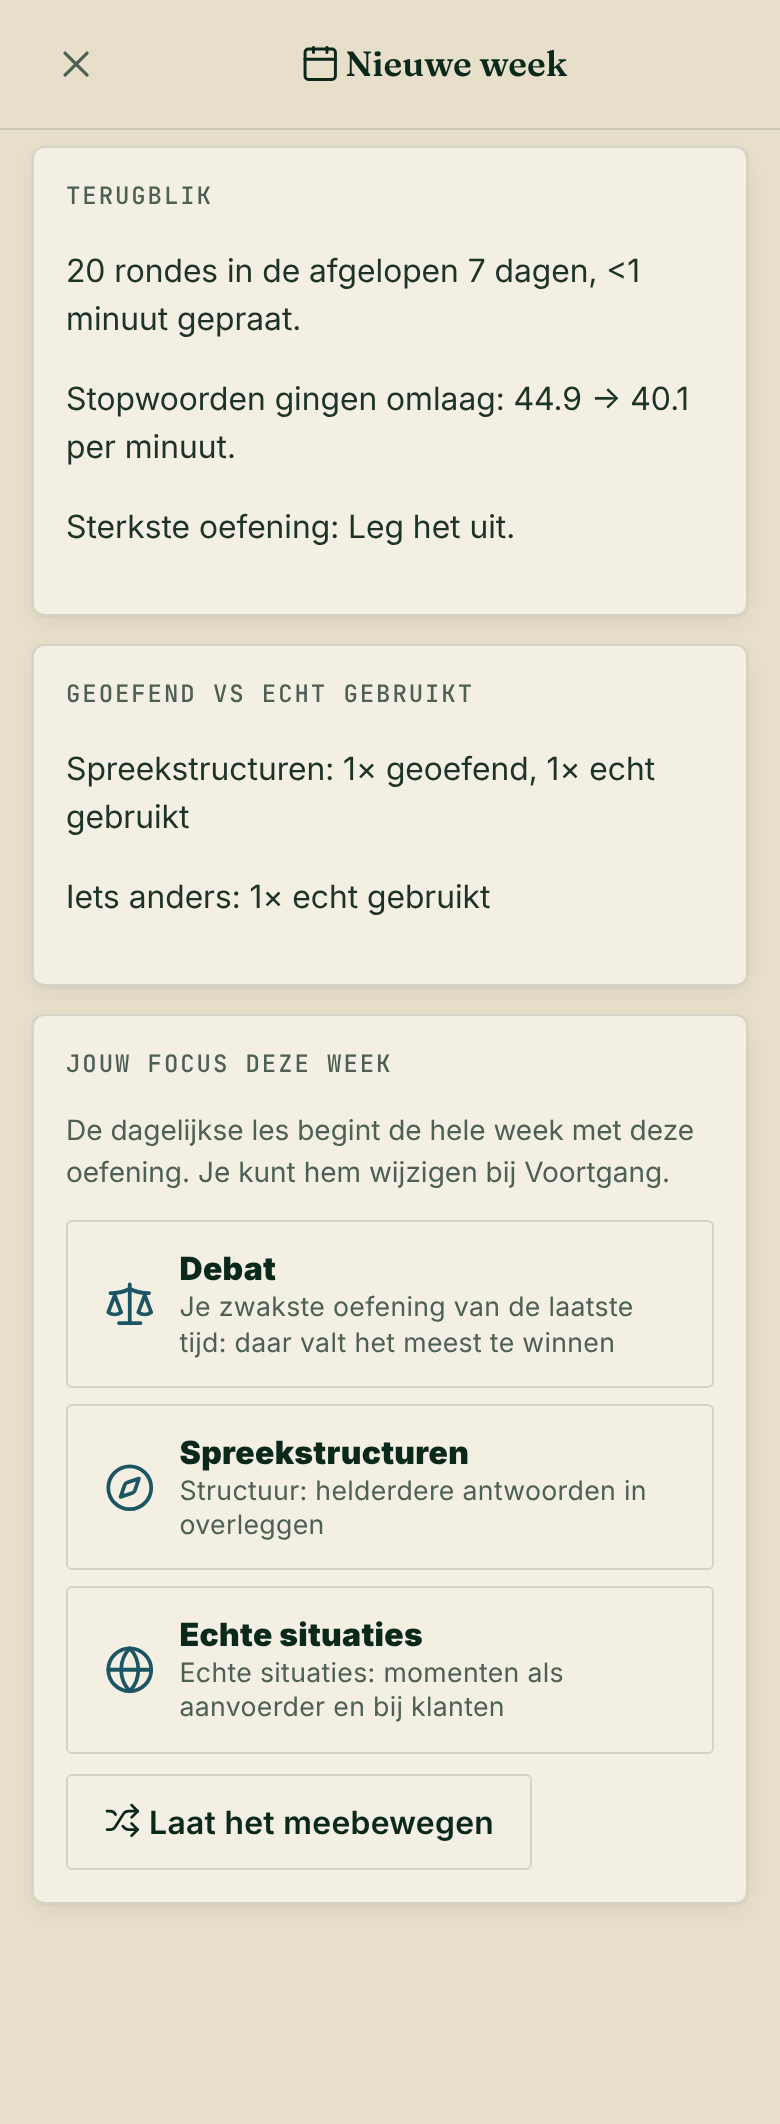 Nieuwe week
TERUGBLIK
20 rondes in de afgelopen 7 dagen, <1
minuut gepraat.
Stopwoorden gingen omlaag: 44.9 → 40.1
per minuut.
Sterkste oefening: Leg het uit.
GEOEFEND VS ECHT GEBRUIKT
Spreekstructuren: 1× geoefend, 1× echt
gebruikt
Iets anders: 1× echt gebruikt
JOUW FOCUS DEZE WEEK
De dagelijkse les begint de hele week met deze
oefening. Je kunt hem wijzigen bij Voortgang.
Debat
Je zwakste oefening van de laatste
tijd: daar valt het meest te winnen
Spreekstructuren
Structuur: helderdere antwoorden in
overleggen
Echte situaties
Echte situaties: momenten als
aanvoerder en bij klanten
Laat het meebewegen